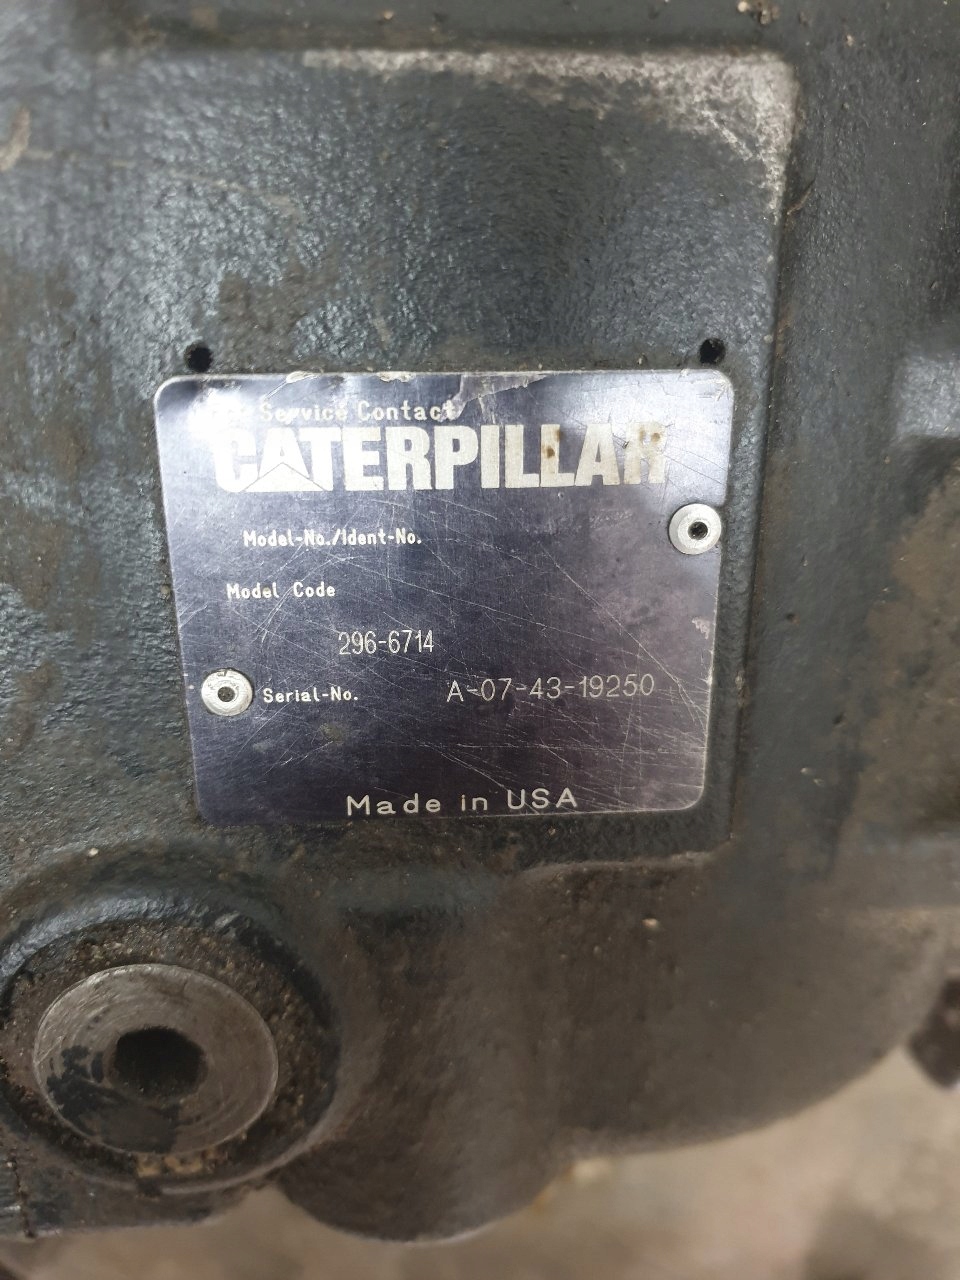 Service Contact
CATERPILLAR
Model-No./Ident-No.
Model Code
296-6714
Serial-No. A-07-43-19250
Made in USA